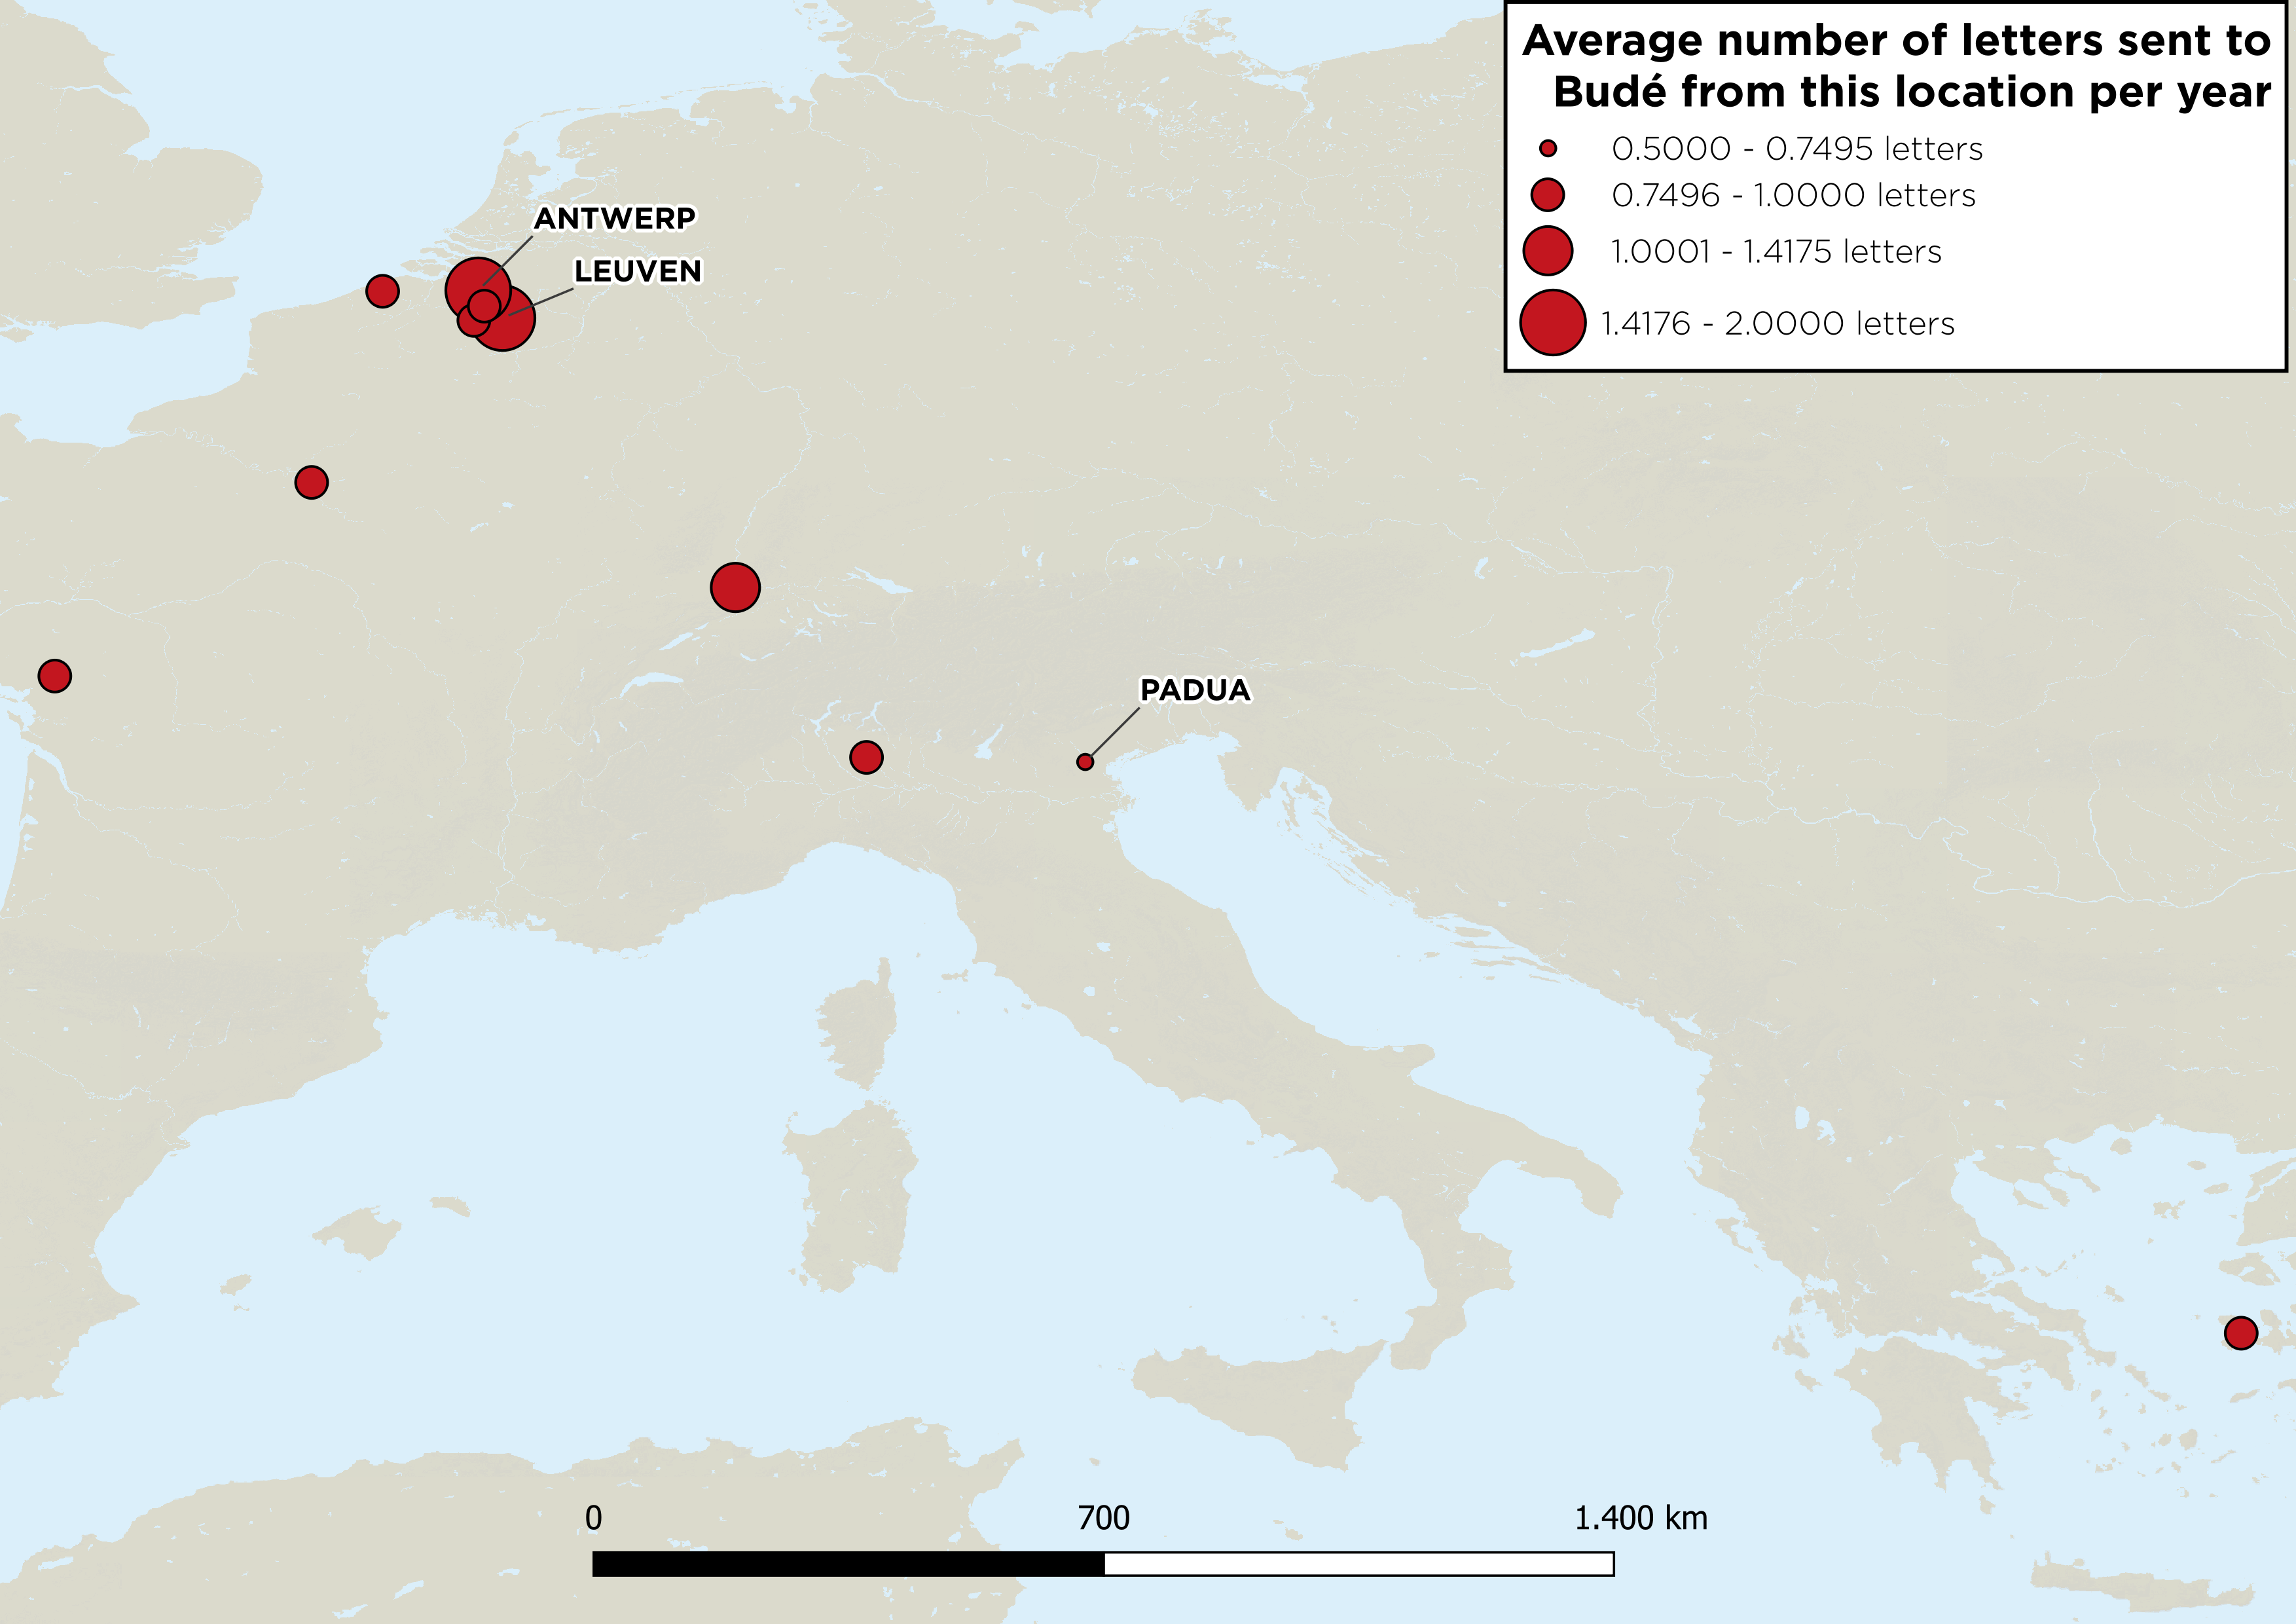 Average number of letters sent to
Budé from this location per year
0.5000 - 0.7495 letters
0.7496 - 1.0000 letters
1.0001 - 1.4175 letters
1.4176 - 2.0000 letters
ANTWERP
LEUVEN
PADUA
0 700 1.400 km